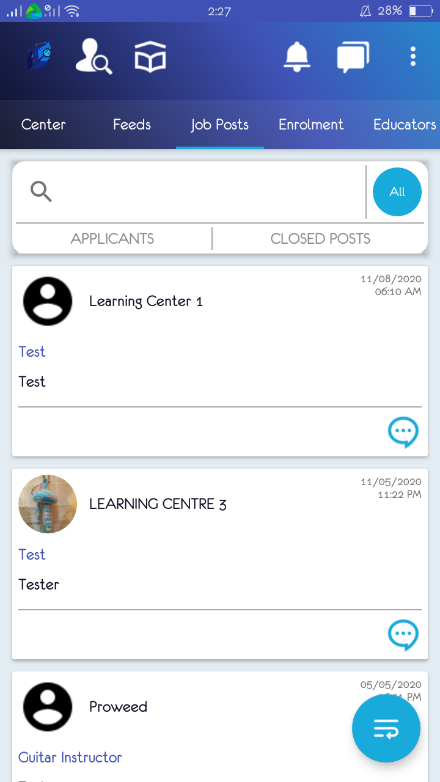 2:27
28%
Center Feeds Job Posts Enrolment Educators
All
APPLICANTS CLOSED POSTS
11/08/2020
06:10 AM
Learning Center 1
Test
Test
11/05/2020
11:22 PM
LEARNING CENTRE 3
Test
Tester
05/05/2020
PM
Proweed
Guitar Instructor